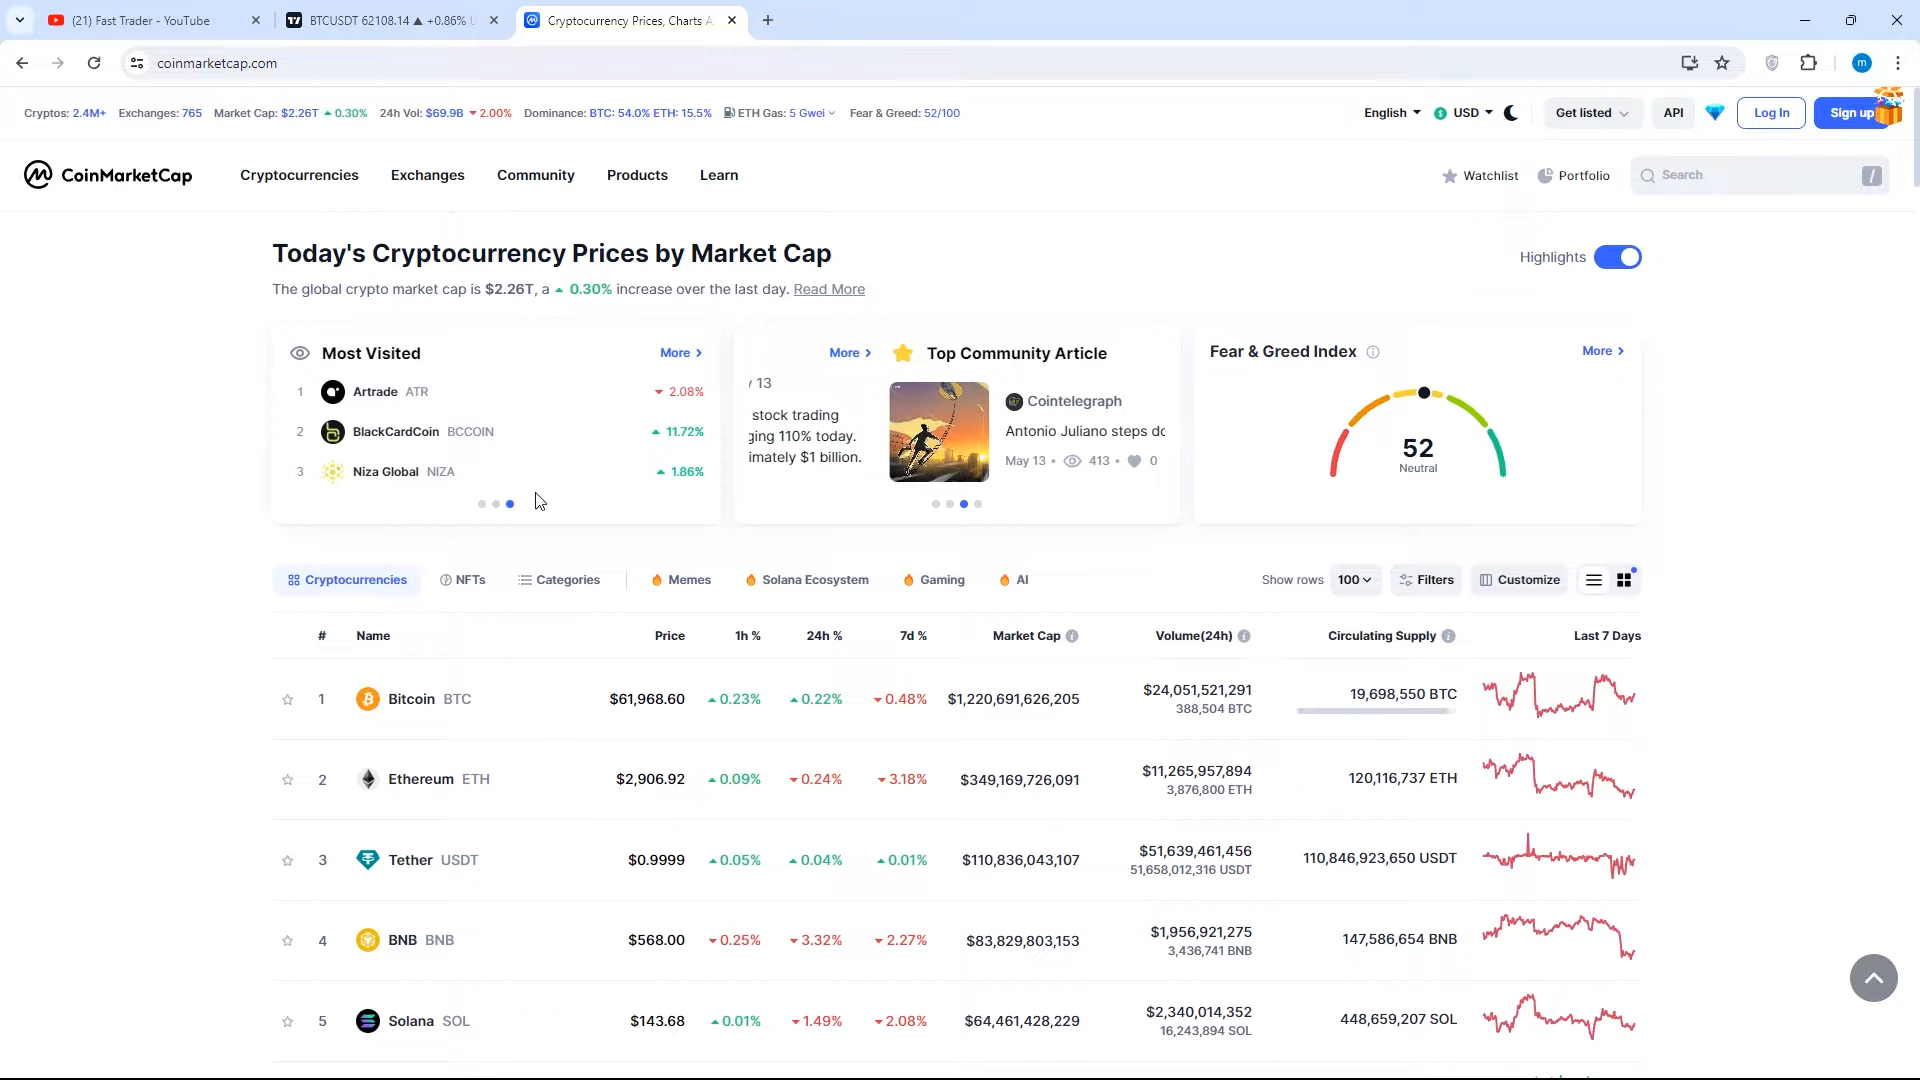 (21) Fast Trader - YouTube
BTCUSDT 62108.14 ▲ +0.86% U
Cryptocurrency Prices, Charts A
coinmarketcap.com
m
Cryptos: 2.4M+ Exchanges: 765 Market Cap: $2.26T 0.30% 24h Vol: $69.9B 2.00% Dominance: BTC: 54.0% ETH: 15.5% ETH Gas: 5 Gwei Fear & Greed: 52/100
English USD Get listed API Log In Sign up
CoinMarketCap Cryptocurrencies Exchanges Community Products Learn Watchlist Portfolio Search /
Today's Cryptocurrency Prices by Market Cap
Highlights
The global crypto market cap is $2.26T, a 0.30% increase over the last day. Read More
Most Visited More
1 Artrade ATR 2.08%
2 BlackCardCoin BCCOIN 11.72%
3 Niza Global NIZA 1.86%
More
/ 13
stock trading
ging 110% today.
imately $1 billion.
Top Community Article
Cointelegraph
Antonio Juliano steps do
May 13 • 413 • 0
Fear & Greed Index More
52
Neutral
Cryptocurrencies NFTs Categories Memes Solana Ecosystem Gaming AI Show rows 100 Filters Customize
# Name Price 1h % 24h % 7d % Market Cap Volume(24h) Circulating Supply Last 7 Days
1 Bitcoin BTC $61,968.60 0.23% 0.22% 0.48% $1,220,691,626,205 $24,051,521,291 19,698,550 BTC
388,504 BTC
2 Ethereum ETH $2,906.92 0.09% 0.24% 3.18% $349,169,726,091 $11,265,957,894 120,116,737 ETH
3,876,800 ETH
3 Tether USDT $0.9999 0.05% 0.04% 0.01% $110,836,043,107 $51,639,461,456 110,846,923,650 USDT
51,658,012,316 USDT
4 BNB BNB $568.00 0.25% 3.32% 2.27% $83,829,803,153 $1,956,921,275 147,586,654 BNB
3,436,741 BNB
5 Solana SOL $143.68 0.01% 1.49% 2.08% $64,461,428,229 $2,340,014,352 448,659,207 SOL
16,243,894 SOL